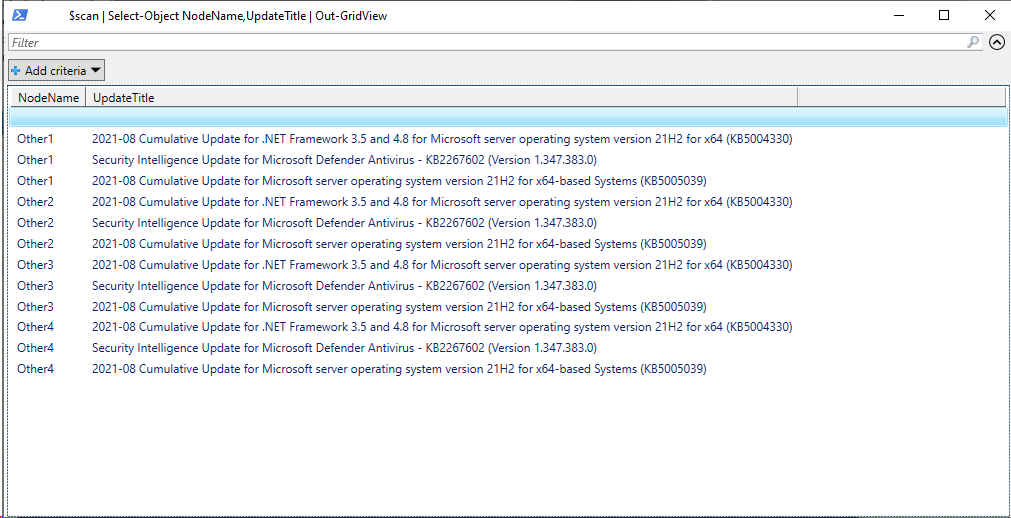 $scan | Select-Object NodeName,UpdateTitle | Out-GridView
Filter
Add criteria
NodeName UpdateTitle
Other1 2021-08 Cumulative Update for .NET Framework 3.5 and 4.8 for Microsoft server operating system version 21H2 for x64 (KB5004330)
Other1 Security Intelligence Update for Microsoft Defender Antivirus - KB2267602 (Version 1.347.383.0)
Other1 2021-08 Cumulative Update for Microsoft server operating system version 21H2 for x64-based Systems (KB5005039)
Other2 2021-08 Cumulative Update for .NET Framework 3.5 and 4.8 for Microsoft server operating system version 21H2 for x64 (KB5004330)
Other2 Security Intelligence Update for Microsoft Defender Antivirus - KB2267602 (Version 1.347.383.0)
Other2 2021-08 Cumulative Update for Microsoft server operating system version 21H2 for x64-based Systems (KB5005039)
Other3 2021-08 Cumulative Update for .NET Framework 3.5 and 4.8 for Microsoft server operating system version 21H2 for x64 (KB5004330)
Other3 Security Intelligence Update for Microsoft Defender Antivirus - KB2267602 (Version 1.347.383.0)
Other3 2021-08 Cumulative Update for Microsoft server operating system version 21H2 for x64-based Systems (KB5005039)
Other4 2021-08 Cumulative Update for .NET Framework 3.5 and 4.8 for Microsoft server operating system version 21H2 for x64 (KB5004330)
Other4 Security Intelligence Update for Microsoft Defender Antivirus - KB2267602 (Version 1.347.383.0)
Other4 2021-08 Cumulative Update for Microsoft server operating system version 21H2 for x64-based Systems (KB5005039)